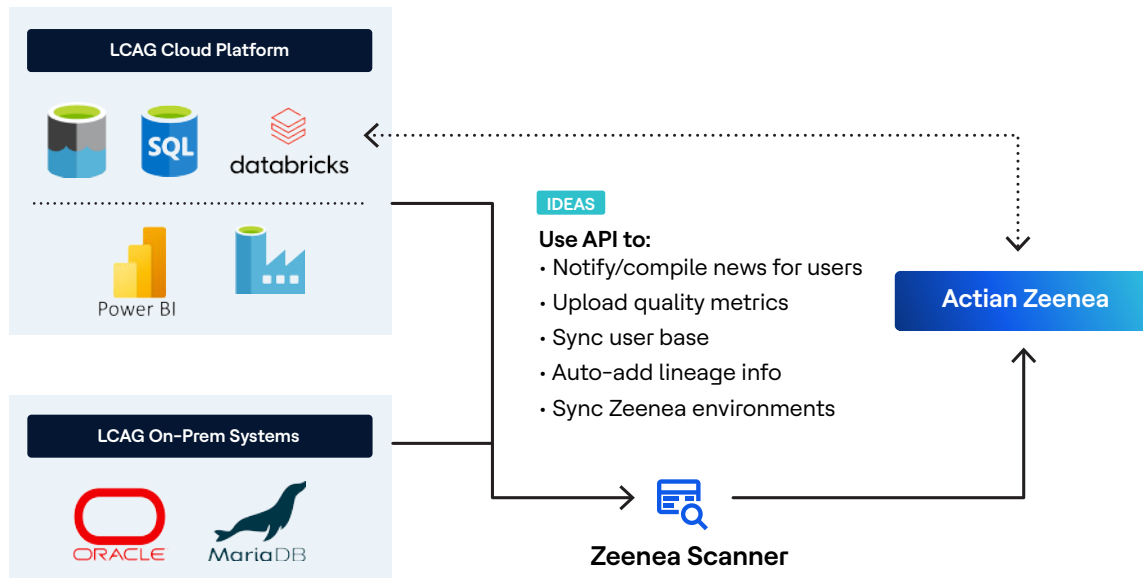 LCAG Cloud Platform
SQL
databricks
Power BI
IDEAS
Use API to:
• Notify/compile news for users
• Upload quality metrics
• Sync user base
• Auto-add lineage info
• Sync Zeenea environments
Actian Zeenea
LCAG On-Prem Systems
ORACLE
MariaDB
Zeenea Scanner